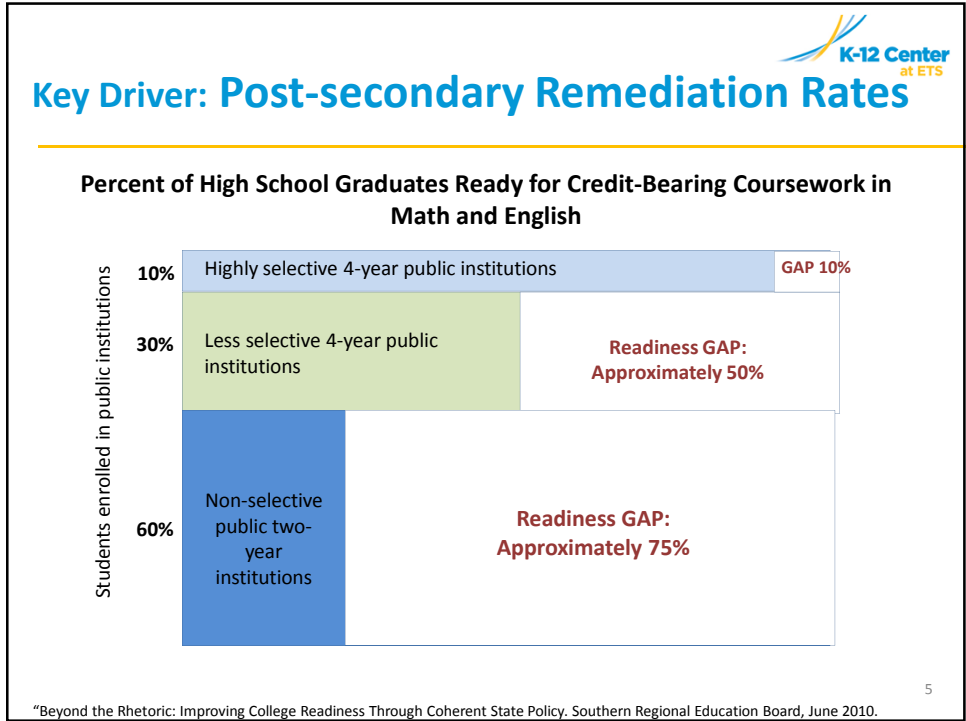 K-12 Center
at ETS
Key Driver: Post-secondary Remediation Rates
Percent of High School Graduates Ready for Credit-Bearing Coursework in
Math and English
Students enrolled in public institutions
10%
Highly selective 4-year public institutions
GAP 10%
30%
Less selective 4-year public
institutions
Readiness GAP:
Approximately 50%
60%
Non-selective
public two-
year
institutions
Readiness GAP:
Approximately 75%
5
“Beyond the Rhetoric: Improving College Readiness Through Coherent State Policy. Southern Regional Education Board, June 2010.